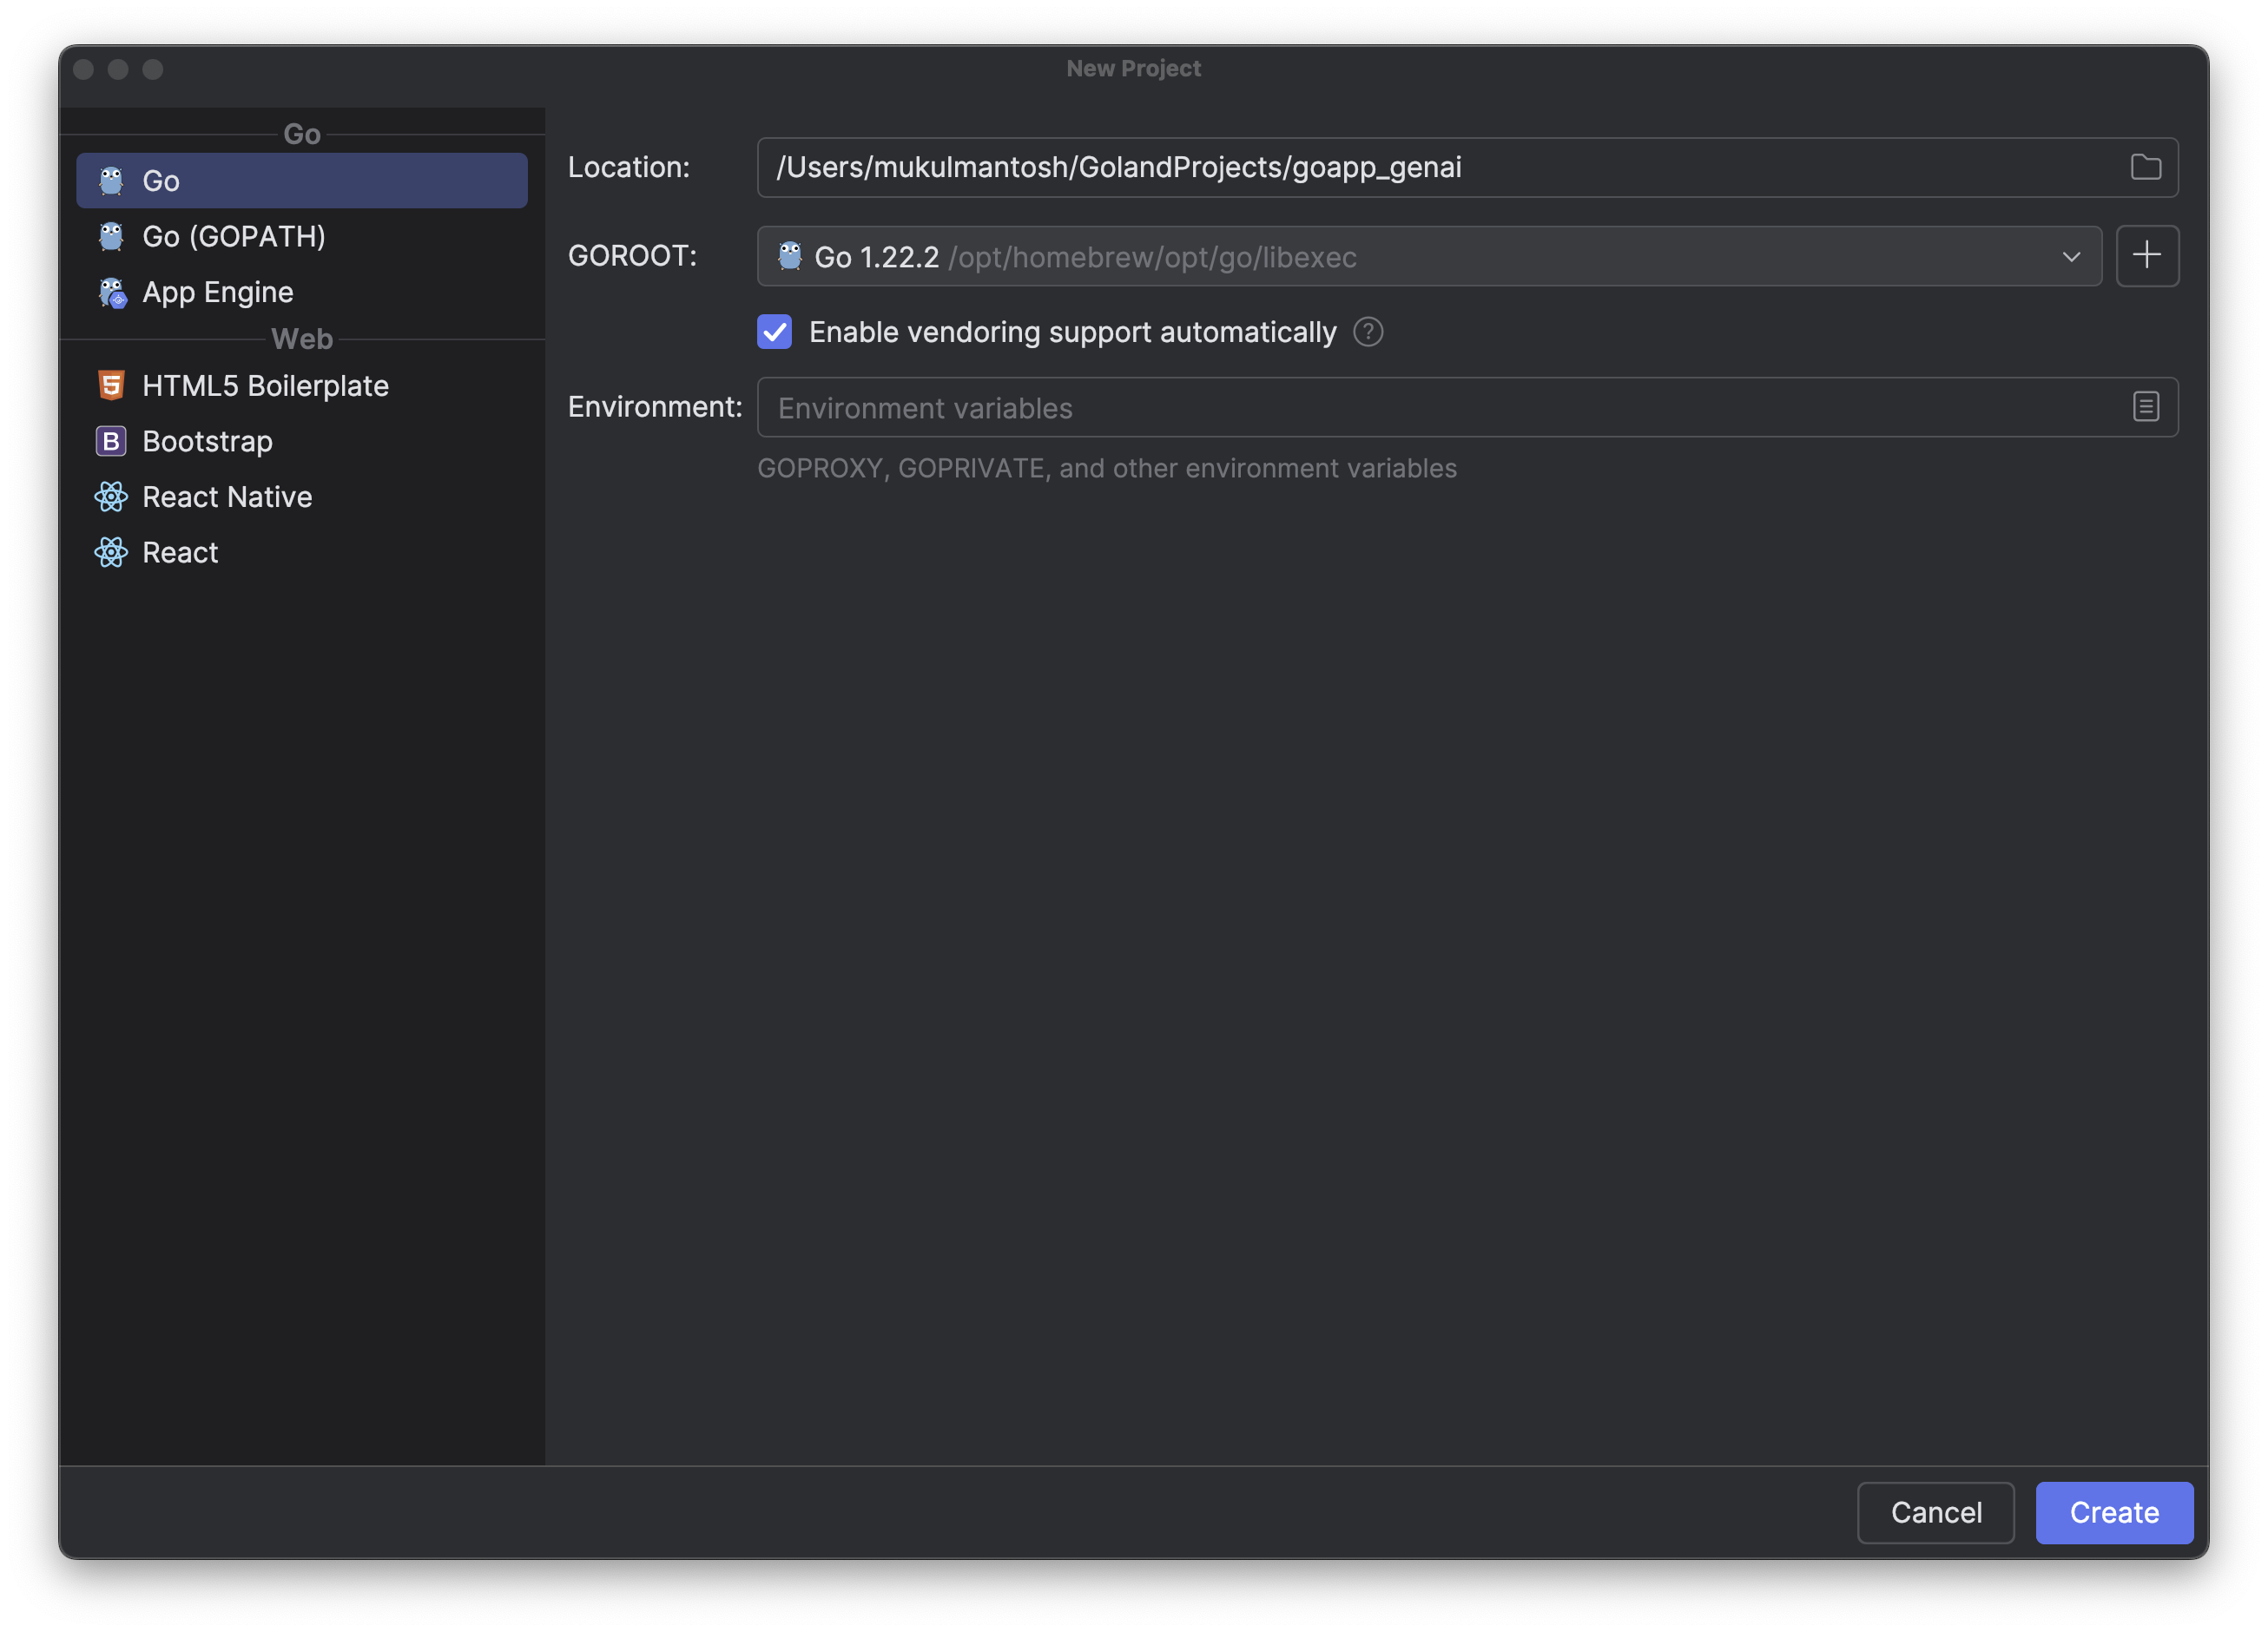 New Project
Go
Go
Go (GOPATH)
App Engine
Web
HTML5 Boilerplate
B Bootstrap
React Native
React
Location: /Users/mukulmantosh/GolandProjects/goapp_genai
GOROOT: Go 1.22.2 /opt/homebrew/opt/go/libexec
Enable vendoring support automatically ?
Environment: Environment variables
GOPROXY, GOPRIVATE, and other environment variables
Cancel Create